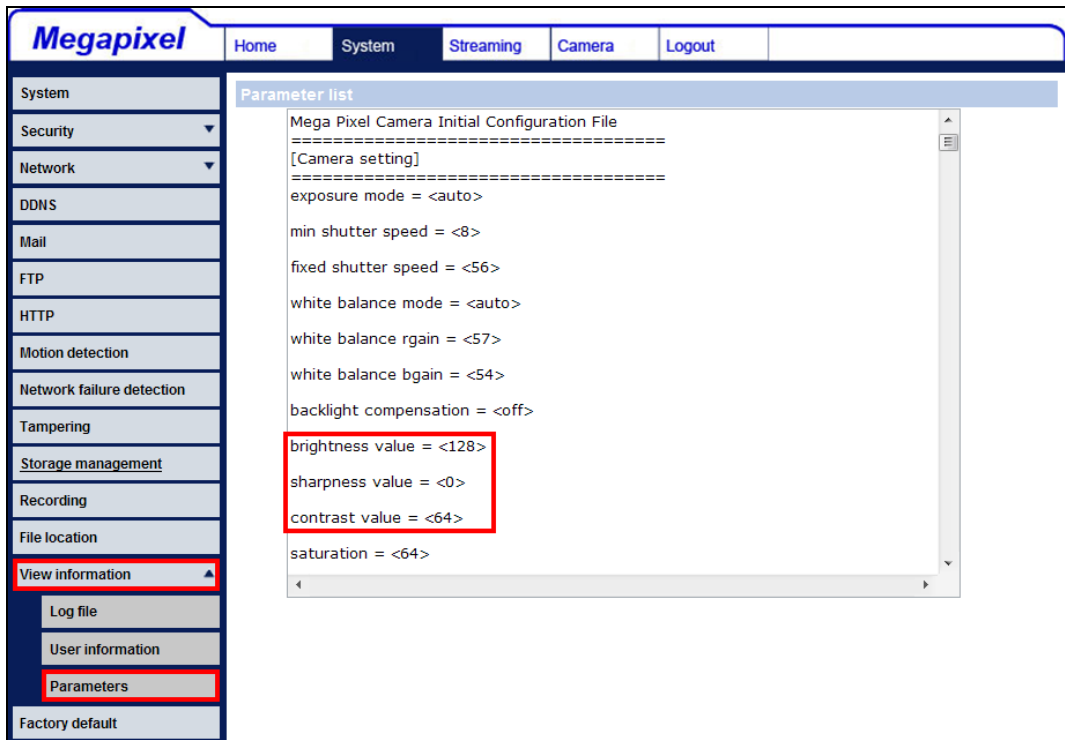 Megapixel
Home System Streaming Camera Logout
System
Security
Network
DDNS
Mail
FTP
HTTP
Motion detection
Network failure detection
Tampering
Storage management
Recording
File location
View information
Log file
User information
Parameters
Factory default
Parameter list
Mega Pixel Camera Initial Configuration File
====================================
[Camera setting]
====================================
exposure mode = <auto>
min shutter speed = <8>
fixed shutter speed = <56>
white balance mode = <auto>
white balance rgain = <57>
white balance bgain = <54>
backlight compensation = <off>
brightness value = <128>
sharpness value = <0>
contrast value = <64>
saturation = <64>